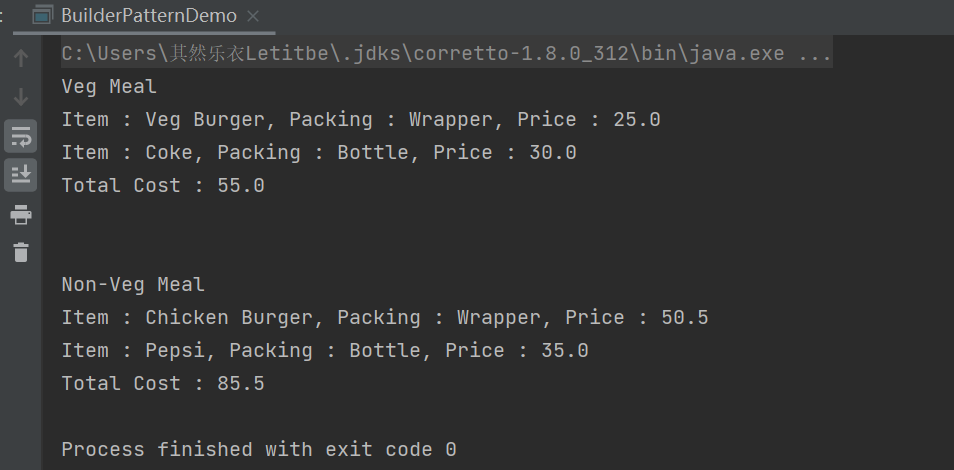 BuilderPatternDemo
C:\Users\其然乐衣Letitbe\.jdks\corretto-1.8.0_312\bin\java.exe ...
Veg Meal
Item : Veg Burger, Packing : Wrapper, Price : 25.0
Item : Coke, Packing : Bottle, Price : 30.0
Total Cost : 55.0
Non-Veg Meal
Item : Chicken Burger, Packing : Wrapper, Price : 50.5
Item : Pepsi, Packing : Bottle, Price : 35.0
Total Cost : 85.5
Process finished with exit code 0